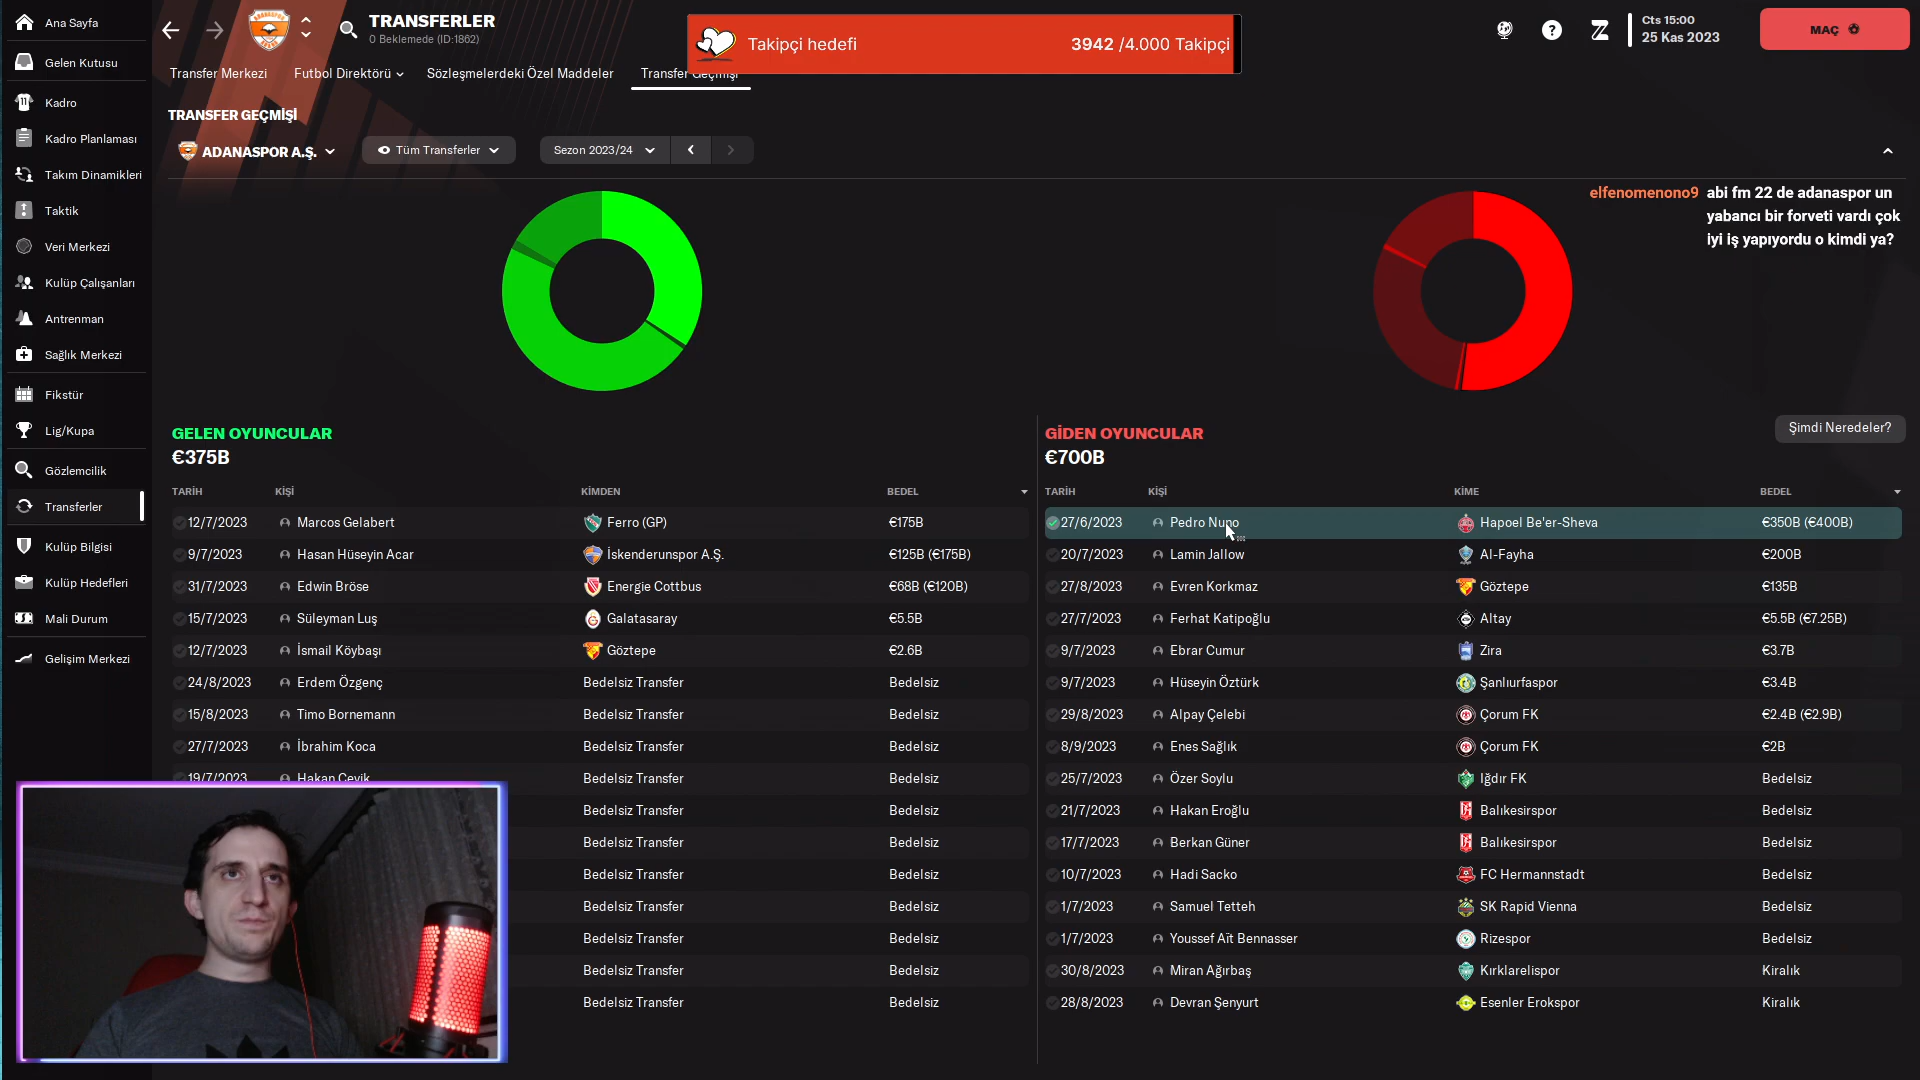 Ana Sayfa
Gelen Kutusu
Kadro
Kadro Planlaması
Takım Dinamikleri
Taktik
Veri Merkezi
Kulüp Çalışanları
Antrenman
Sağlık Merkezi
Fikstür
Lig/Kupa
Gözlemcilik
Transferler
Kulüp Bilgisi
Kulüp Hedefleri
Mali Durum
Gelişim Merkezi
TRANSFERLER
0 Beklemede (ID:1862)
Takipçi hedefi 3942 /4.000 Takipçi
Cts 15:00
25 Kas 2023
MAÇ
Transfer Merkezi Futbol Direktörü Sözleşmelerdeki Özel Maddeler Transfer Geçmişi
TRANSFER GEÇMİŞİ
ADANASPOR A.Ş. Tüm Transferler Sezon 2023/24
elfenomenono9 abi fm 22 de adanaspor un
yabancı bir forveti vardı çok
iyi iş yapıyordu o kimdi ya?
GELEN OYUNCULAR
€375B
TARİH KİŞİ KİMDEN BEDEL
12/7/2023 Marcos Gelabert Ferro (GP) €175B
9/7/2023 Hasan Hüseyin Acar İskenderunspor A.Ş. €125B (€175B)
31/7/2023 Edwin Bröse Energie Cottbus €68B (€120B)
15/7/2023 Süleyman Luş Galatasaray €5.5B
12/7/2023 İsmail Köybaşı Göztepe €2.6B
24/8/2023 Erdem Özgenç Bedelsiz Transfer Bedelsiz
15/8/2023 Timo Bornemann Bedelsiz Transfer Bedelsiz
27/7/2023 İbrahim Koca Bedelsiz Transfer Bedelsiz
19/7/2023 Hakan Çevik Bedelsiz Transfer Bedelsiz
Bedelsiz Transfer Bedelsiz
Bedelsiz Transfer Bedelsiz
Bedelsiz Transfer Bedelsiz
Bedelsiz Transfer Bedelsiz
Bedelsiz Transfer Bedelsiz
Bedelsiz Transfer Bedelsiz
Bedelsiz Transfer Bedelsiz
GİDEN OYUNCULAR
€700B
Şimdi Neredeler?
TARİH KİŞİ KİME BEDEL
27/6/2023 Pedro Nuno Hapoel Be'er-Sheva €350B (€400B)
20/7/2023 Lamin Jallow Al-Fayha €200B
27/8/2023 Evren Korkmaz Göztepe €135B
27/7/2023 Ferhat Katipoğlu Altay €5.5B (€7.25B)
9/7/2023 Ebrar Cumur Zira €3.7B
9/7/2023 Hüseyin Öztürk Şanlıurfaspor €3.4B
29/8/2023 Alpay Çelebi Çorum FK €2.4B (€2.9B)
8/9/2023 Enes Sağlık Çorum FK €2B
25/7/2023 Özer Soylu Iğdır FK Bedelsiz
21/7/2023 Hakan Eroğlu Balıkesirspor Bedelsiz
17/7/2023 Berkan Güner Balıkesirspor Bedelsiz
10/7/2023 Hadi Sacko FC Hermannstadt Bedelsiz
1/7/2023 Samuel Tetteh SK Rapid Vienna Bedelsiz
1/7/2023 Youssef Aït Bennasser Rizespor Bedelsiz
30/8/2023 Miran Ağırbaş Kırklarelispor Kiralık
28/8/2023 Devran Şenyurt Esenler Erokspor Kiralık